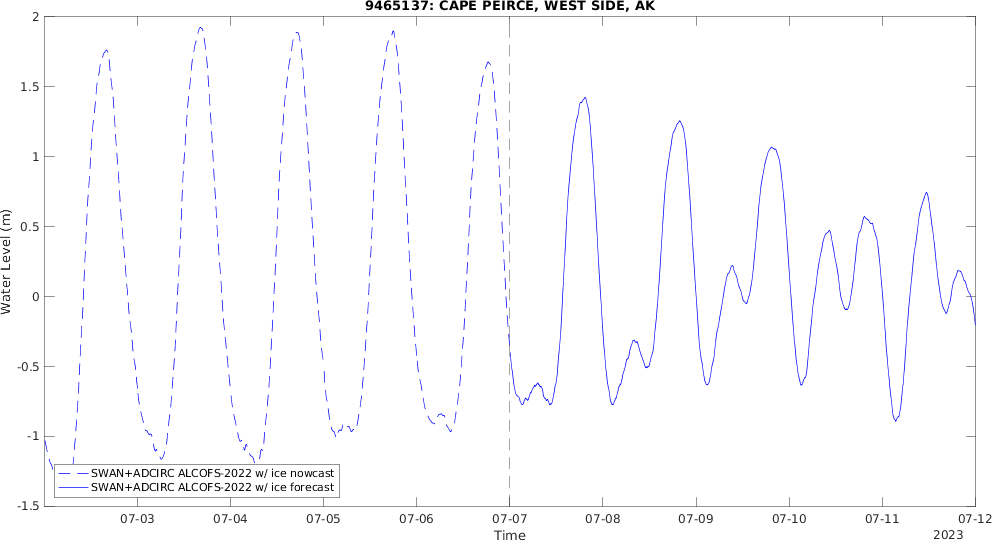 9465137: CAPE PEIRCE, WEST SIDE, AK
Water Level (m)
2
1.5
1
0.5
0
-0.5
-1
-1.5
SWAN+ADCIRC ALCOFS-2022 w/ ice nowcast
SWAN+ADCIRC ALCOFS-2022 w/ ice forecast
07-03 07-04 07-05 07-06 07-07 07-08 07-09 07-10 07-11 07-12
Time
2023